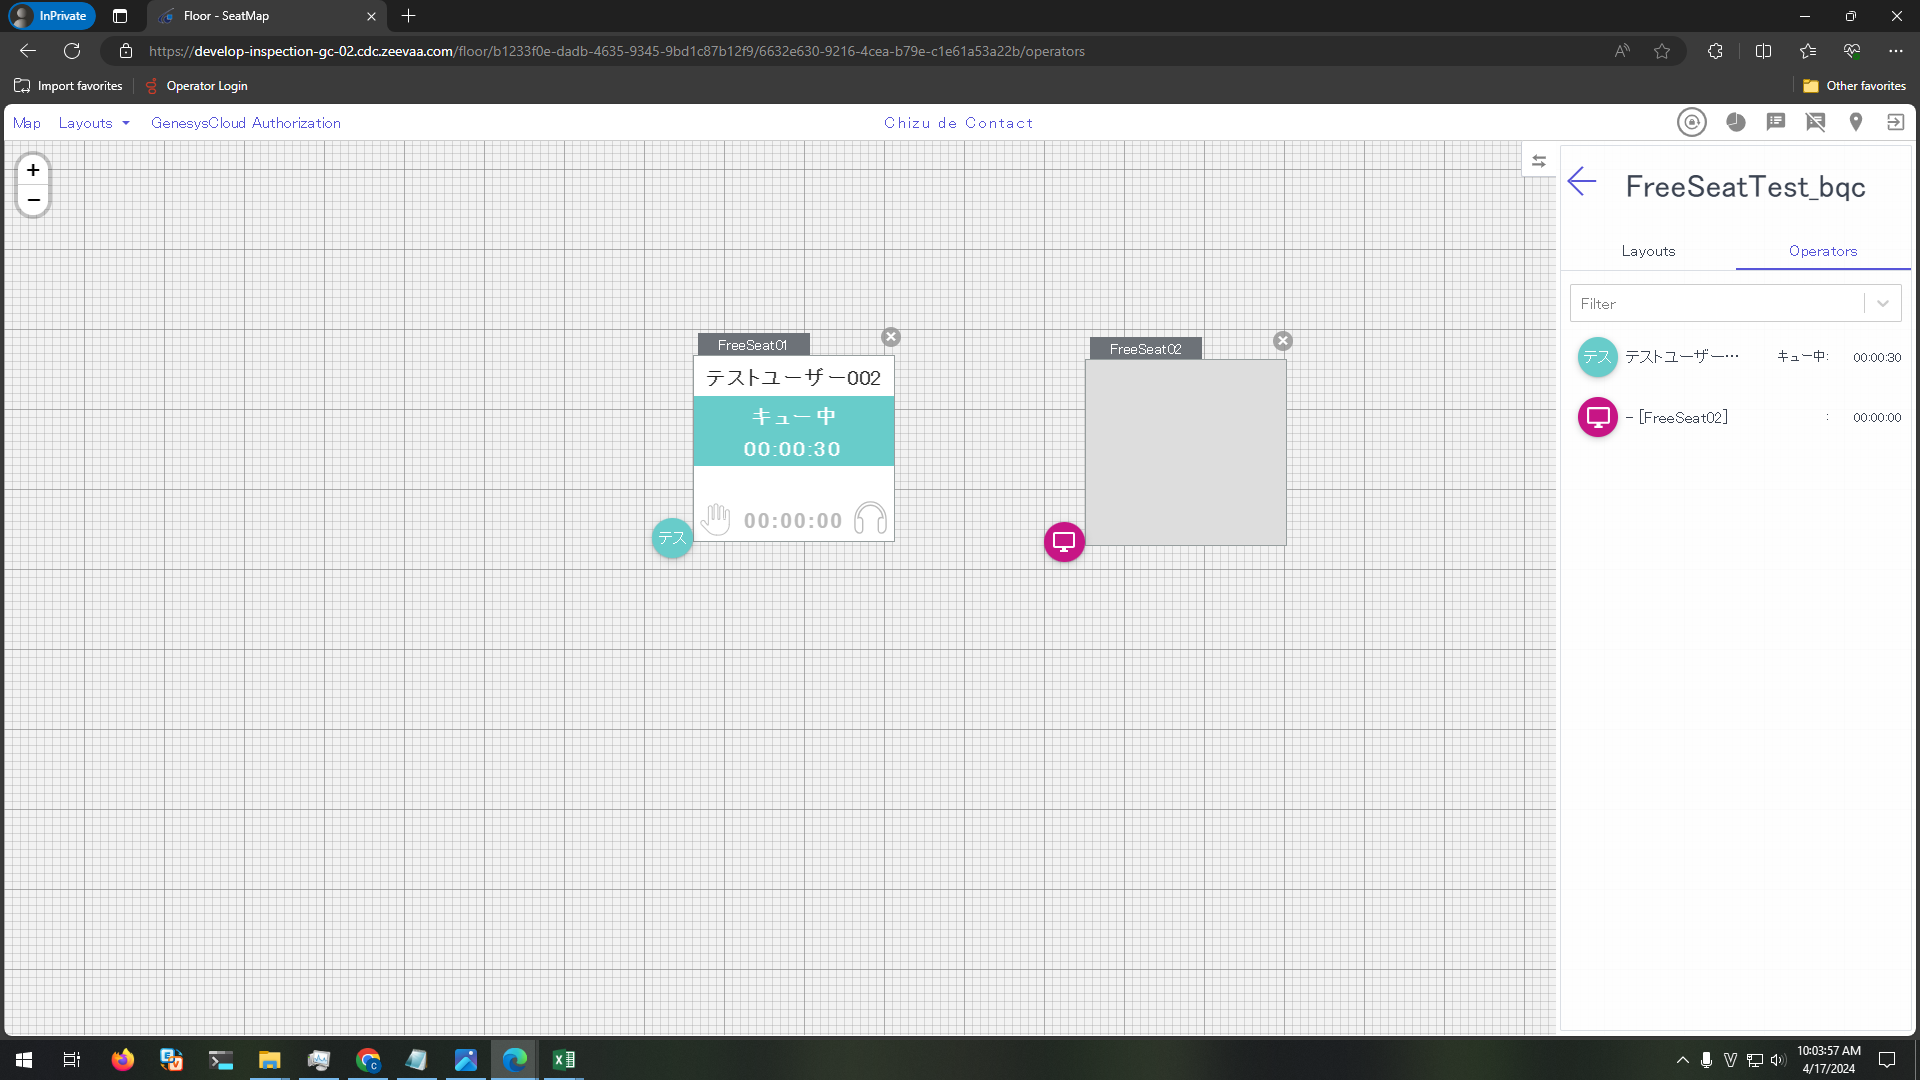 InPrivate
Floor - SeatMap
https://develop-inspection-gc-02.cdc.zeevaa.com/floor/b1233f0e-dadb-4635-9345-9bd1c87b12f9/6632e630-9216-4cea-b79e-c1e61a53a22b/operators
Import favorites
Operator Login
Other favorites
Map
Layouts
GenesysCloud Authorization
Chizu de Contact
+
−
FreeSeat01
テストユーザー002
キュー中
00:00:30
00:00:00
テス
FreeSeat02
FreeSeatTest_bqc
Layouts
Operators
Filter
テス
テストユーザー…
キュー中:
00:00:30
- [FreeSeat02]
:
00:00:00
10:03:57 AM
4/17/2024